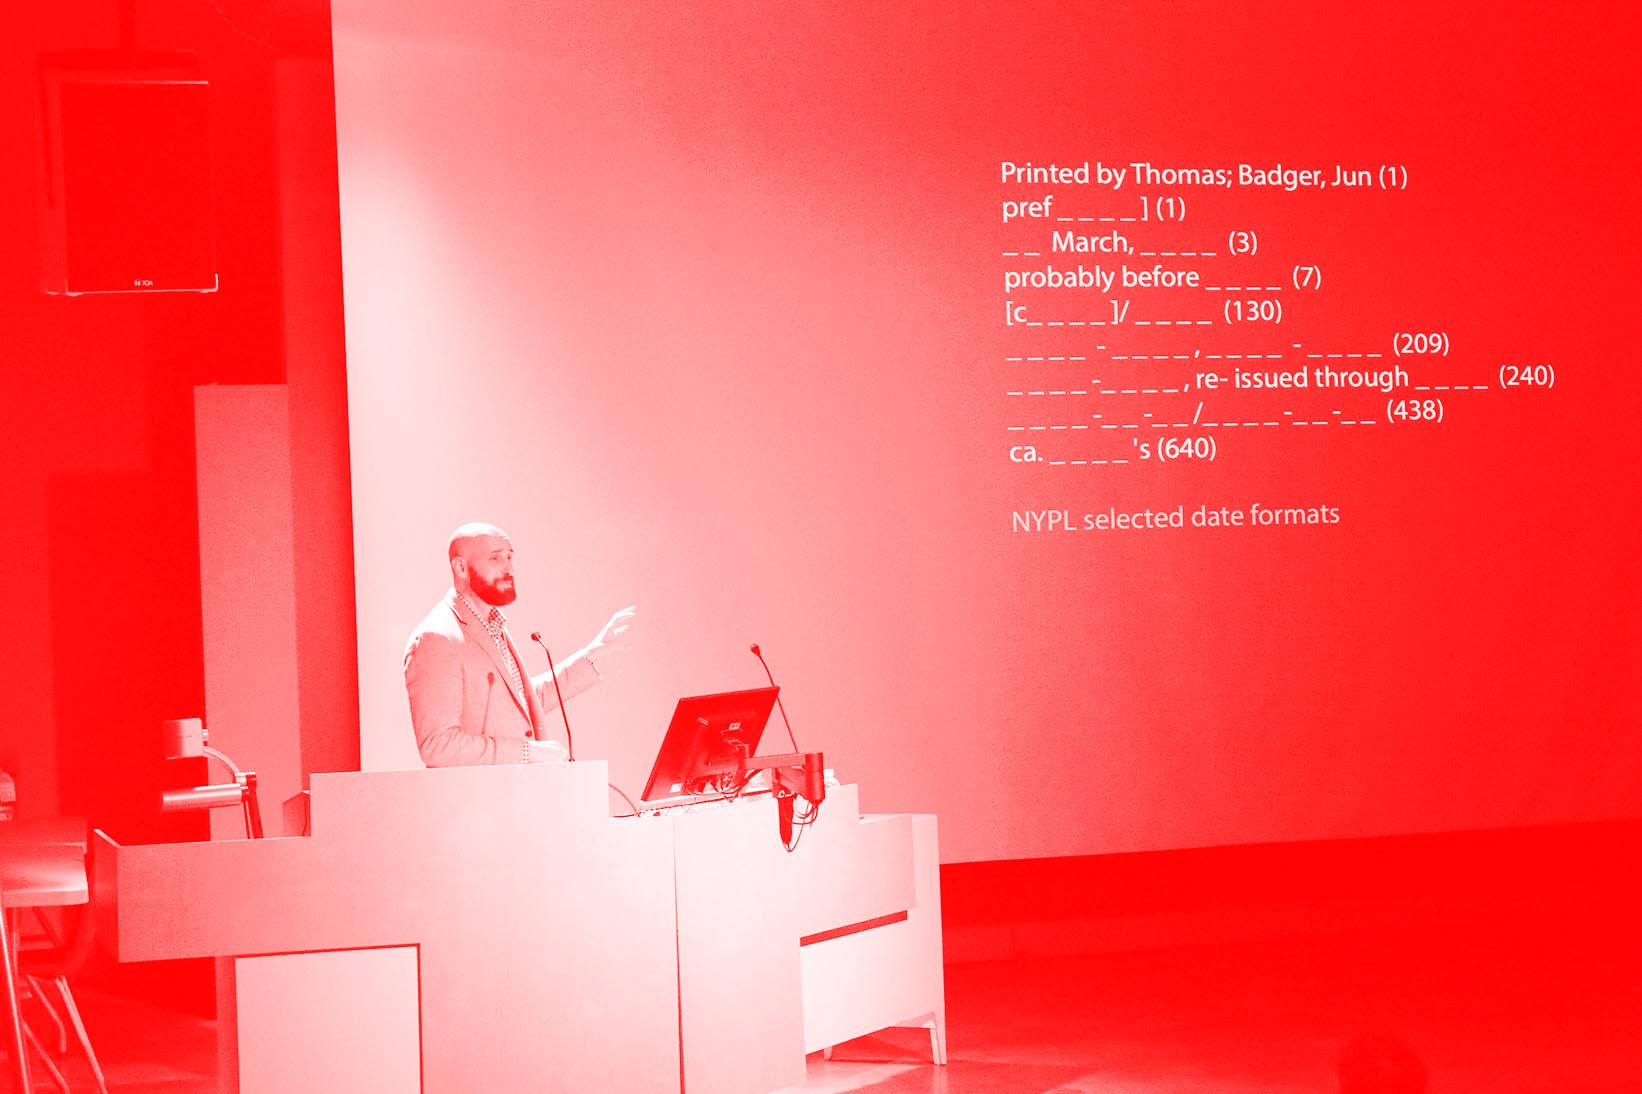 Printed by Thomas; Badger, Jun (1)
pref _ _ _ _ ] (1)
_ _ March, _ _ _ _ (3)
probably before _ _ _ _ (7)
[c_ _ _ _ ]/ _ _ _ _ (130)
_ _ _ _ - _ _ _ _ , _ _ _ _ - _ _ _ _ (209)
_ _ _ _ -_ _ _ _ , re- issued through _ _ _ _ (240)
_ _ _ _ -_ _ -_ _ /_ _ _ _ -_ _ -_ _ (438)
ca. _ _ _ _ 's (640)
NYPL selected date formats
TOA